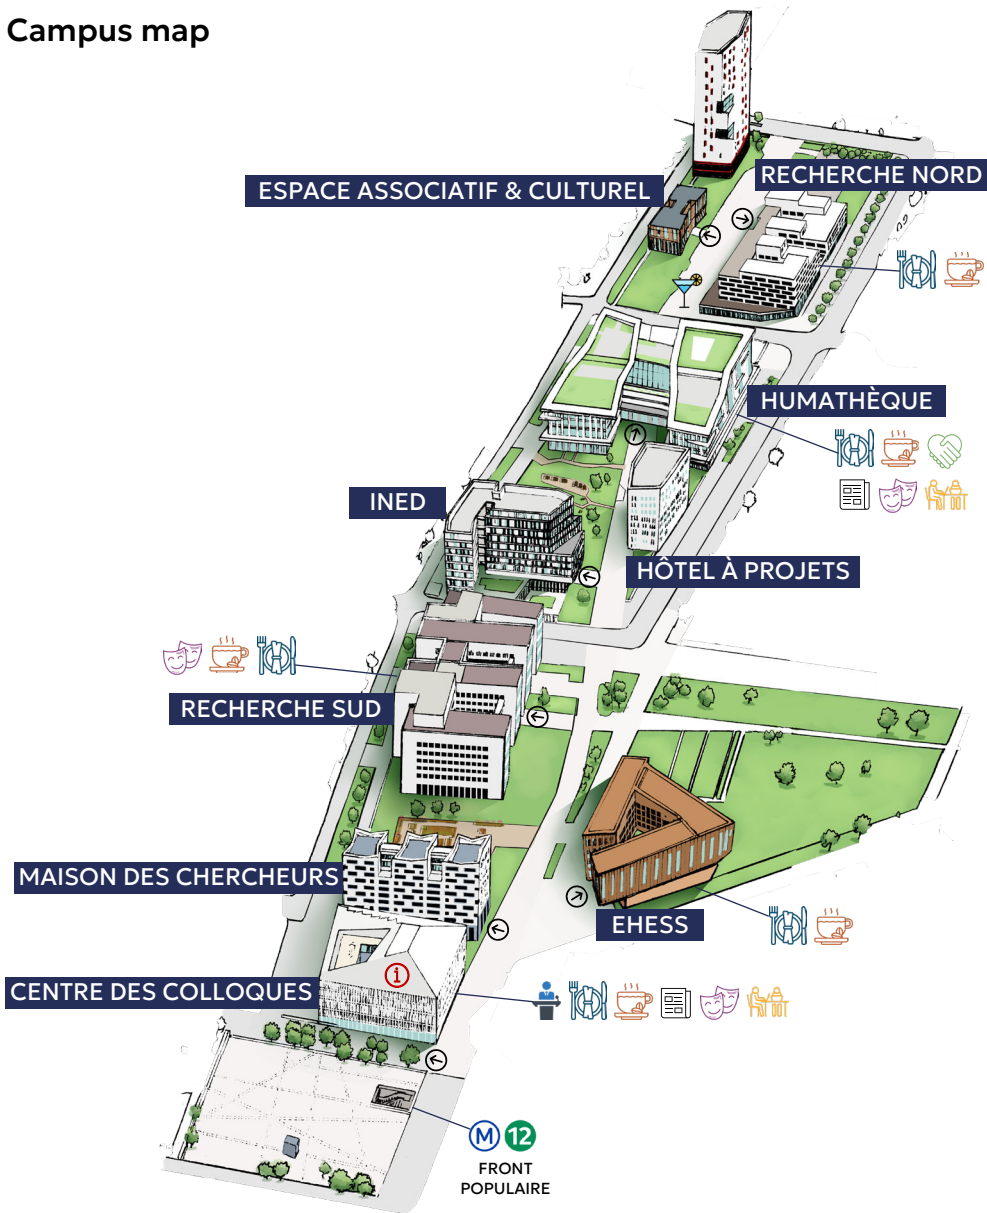 Campus map
RECHERCHE NORD
ESPACE ASSOCIATIF & CULTUREL
HUMATHÈQUE
INED
HÔTEL À PROJETS
RECHERCHE SUD
MAISON DES CHERCHEURS
EHESS
CENTRE DES COLLOQUES
i
M 12
FRONT
POPULAIRE